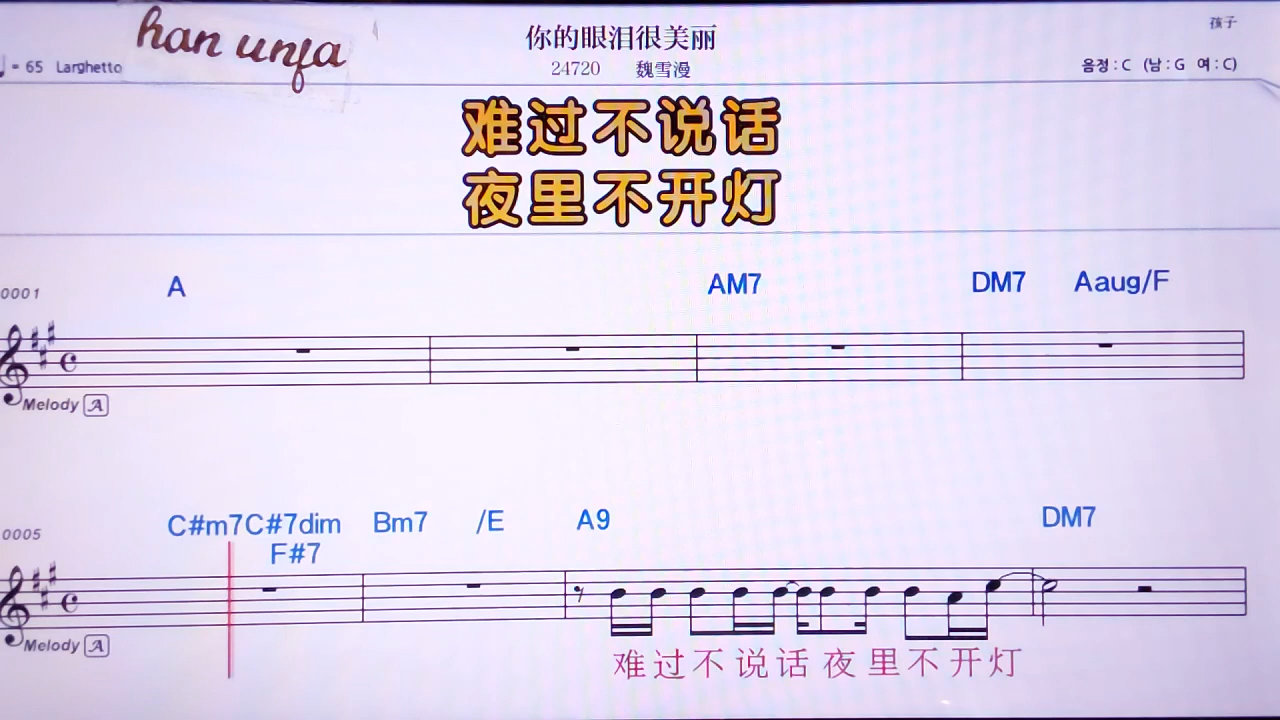 han unfa
你的眼泪很美丽
孩子
♩ = 65 Larghetto
24720 魏雪漫
음정 : C (남 : G 여 : C)
难过不说话
夜里不开灯
0001 A AM7 DM7 Aaug/F
Melody A
0005 C#m7 C#7dim Bm7 /E A9 DM7
F#7
Melody A
难过不说话夜里不开灯